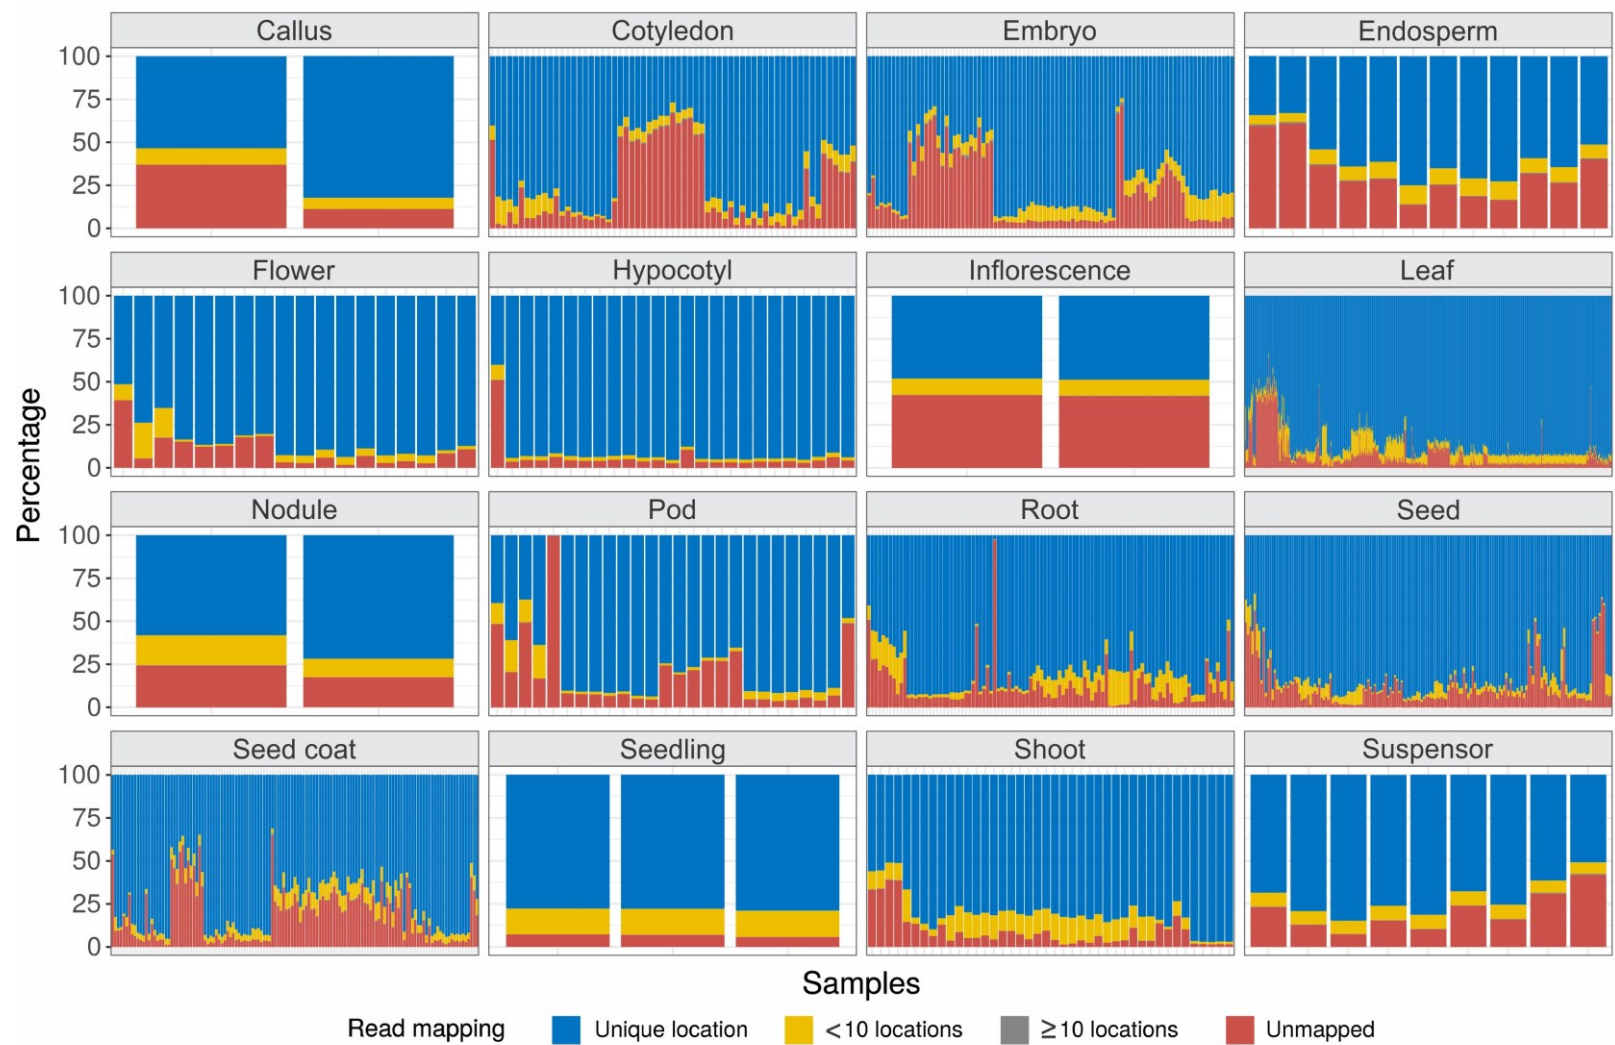 Callus Cotyledon Embryo Endosperm
100
75
50
25
0
Flower Hypocotyl Inflorescence Leaf
100
75
50
25
0
Percentage
Nodule Pod Root Seed
100
75
50
25
0
Seed coat Seedling Shoot Suspensor
100
75
50
25
0
Samples
Read mapping Unique location <10 locations ≥10 locations Unmapped